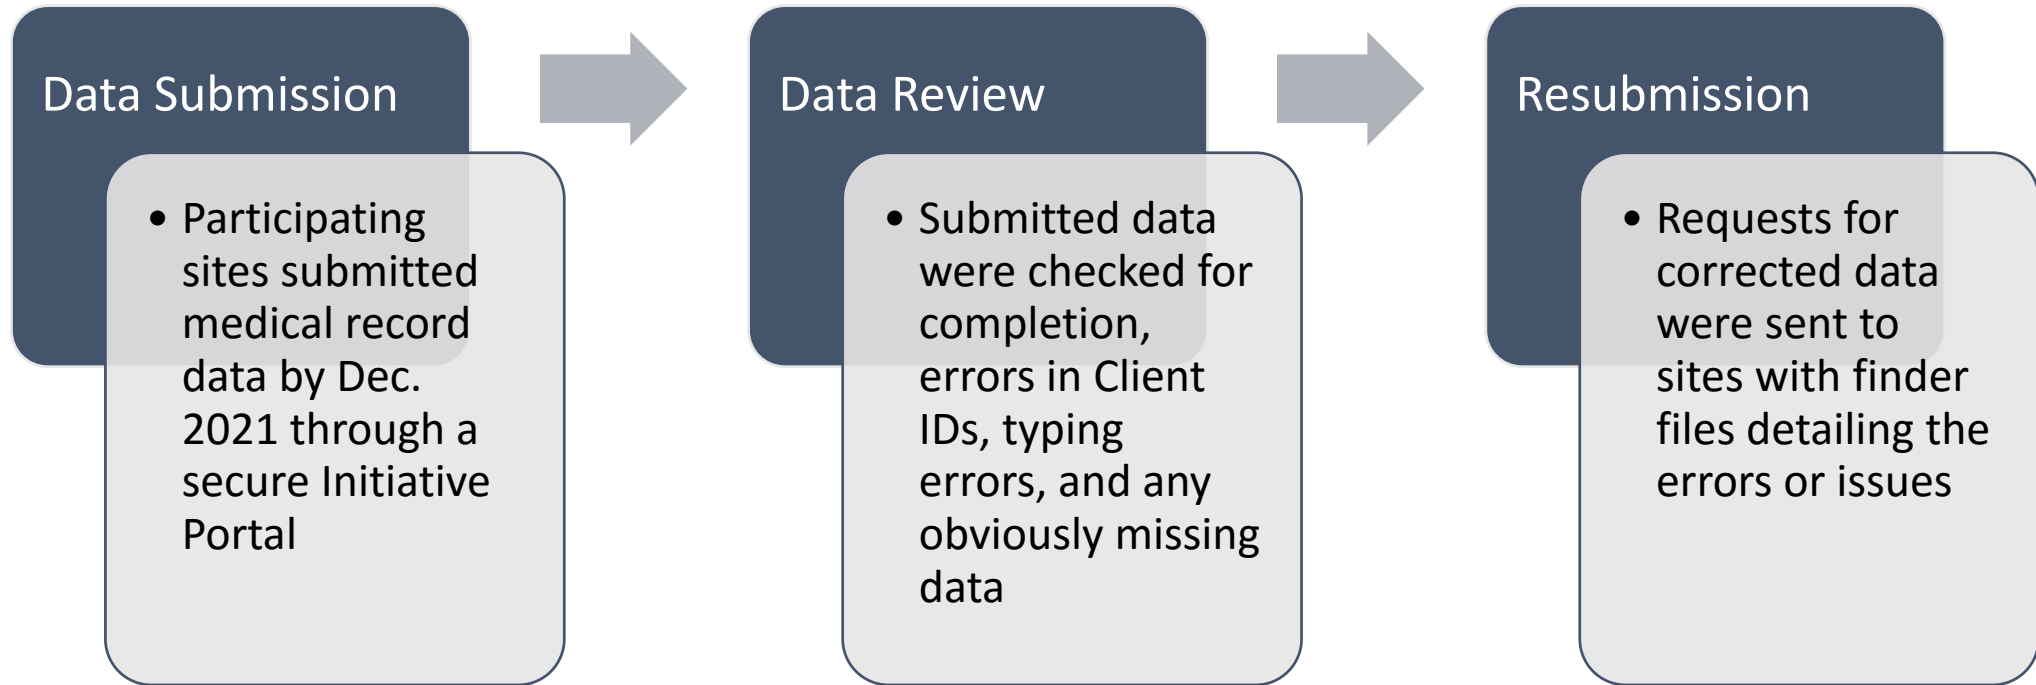 Data Submission
• Participating
sites submitted
medical record
data by Dec.
2021 through a
secure Initiative
Portal
Data Review
• Submitted data
were checked for
completion,
errors in Client
IDs, typing
errors, and any
obviously missing
data
Resubmission
• Requests for
corrected data
were sent to
sites with finder
files detailing the
errors or issues